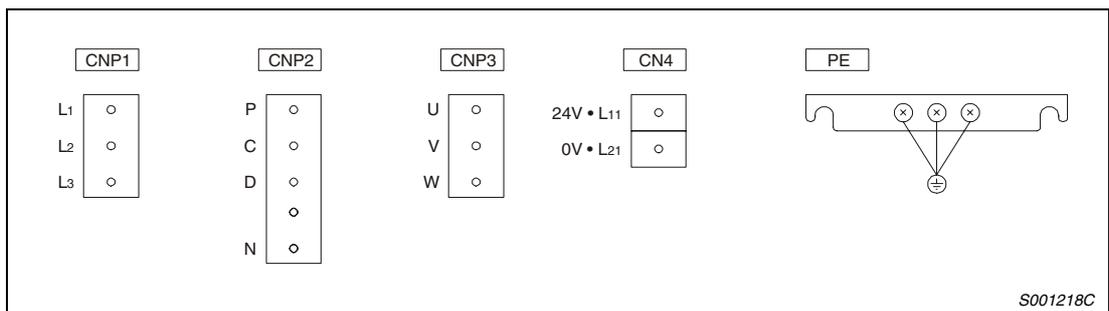 CNP1
L1
L2
L3
CNP2
P
C
D
N
CNP3
U
V
W
CN4
24V • L11
0V • L21
PE
S001218C